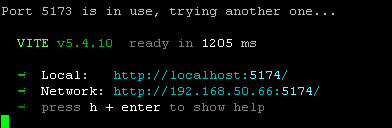 Port 5173 is in use, trying another one...
VITE v5.4.10 ready in 1205 ms
➜ Local: http://localhost:5174/
➜ Network: http://192.168.50.66:5174/
➜ press h + enter to show help